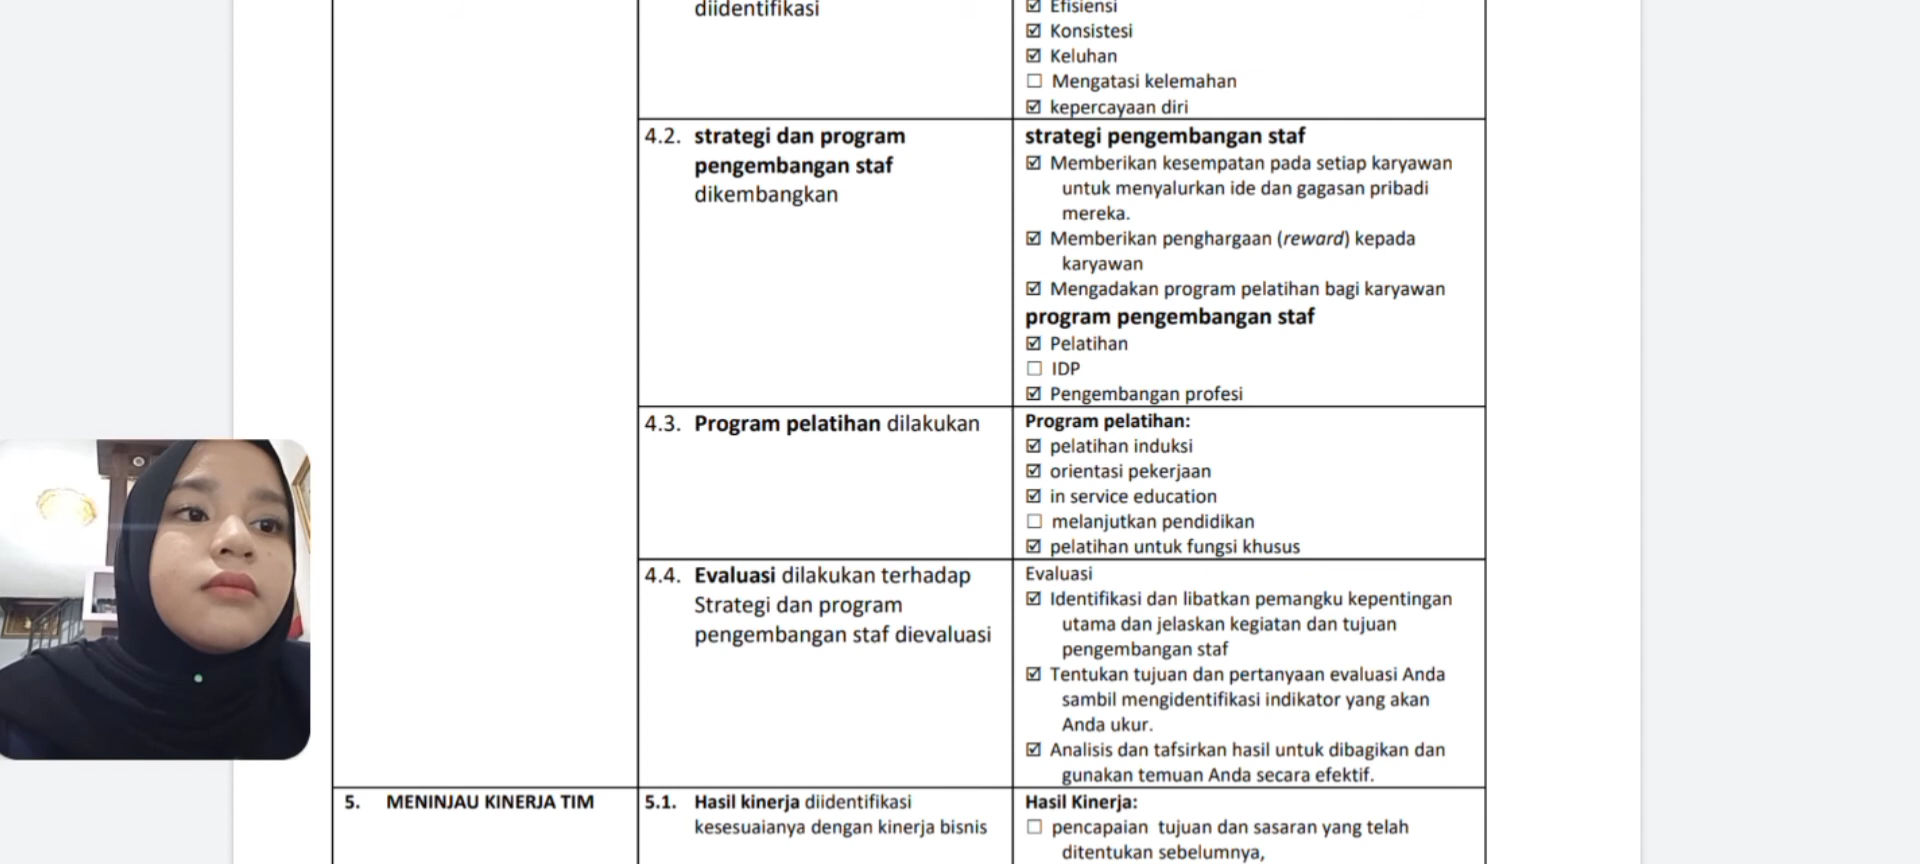 diidentifikasi
☑ Efisiensi
☑ Konsistesi
☑ Keluhan
☐ Mengatasi kelemahan
☑ kepercayaan diri
4.2. strategi dan program
pengembangan staf
dikembangkan
strategi pengembangan staf
☑ Memberikan kesempatan pada setiap karyawan
untuk menyalurkan ide dan gagasan pribadi
mereka.
☑ Memberikan penghargaan (reward) kepada
karyawan
☑ Mengadakan program pelatihan bagi karyawan
program pengembangan staf
☑ Pelatihan
☐ IDP
☑ Pengembangan profesi
4.3. Program pelatihan dilakukan
Program pelatihan:
☑ pelatihan induksi
☑ orientasi pekerjaan
☑ in service education
☐ melanjutkan pendidikan
☑ pelatihan untuk fungsi khusus
4.4. Evaluasi dilakukan terhadap
Strategi dan program
pengembangan staf dievaluasi
Evaluasi
☑ Identifikasi dan libatkan pemangku kepentingan
utama dan jelaskan kegiatan dan tujuan
pengembangan staf
☑ Tentukan tujuan dan pertanyaan evaluasi Anda
sambil mengidentifikasi indikator yang akan
Anda ukur.
☑ Analisis dan tafsirkan hasil untuk dibagikan dan
gunakan temuan Anda secara efektif.
5. MENINJAU KINERJA TIM
5.1. Hasil kinerja diidentifikasi
kesesuaianya dengan kinerja bisnis
Hasil Kinerja:
☐ pencapaian tujuan dan sasaran yang telah
ditentukan sebelumnya,